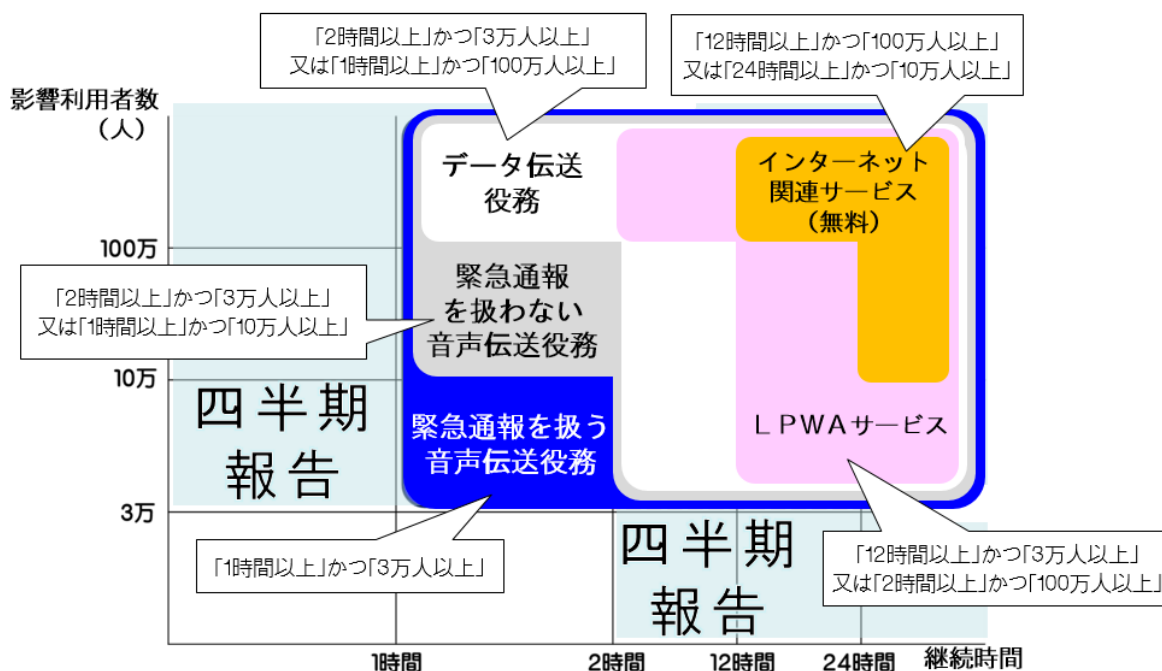 「2時間以上」かつ「3万人以上」
又は「1時間以上」かつ「100万人以上」
「12時間以上」かつ「100万人以上」
又は「24時間以上」かつ「10万人以上」
影響利用者数
（人）
データ伝送
役務
インターネット
関連サービス
（無料）
100万
「2時間以上」かつ「3万人以上」
又は「1時間以上」かつ「10万人以上」
緊急通報
を扱わない
音声伝送役務
10万
四半期
報告
緊急通報を扱う
音声伝送役務
ＬＰＷＡサービス
3万
「1時間以上」かつ「3万人以上」
四半期
報告
「12時間以上」かつ「3万人以上」
又は「2時間以上」かつ「100万人以上」
1時間
2時間
12時間
24時間
継続時間